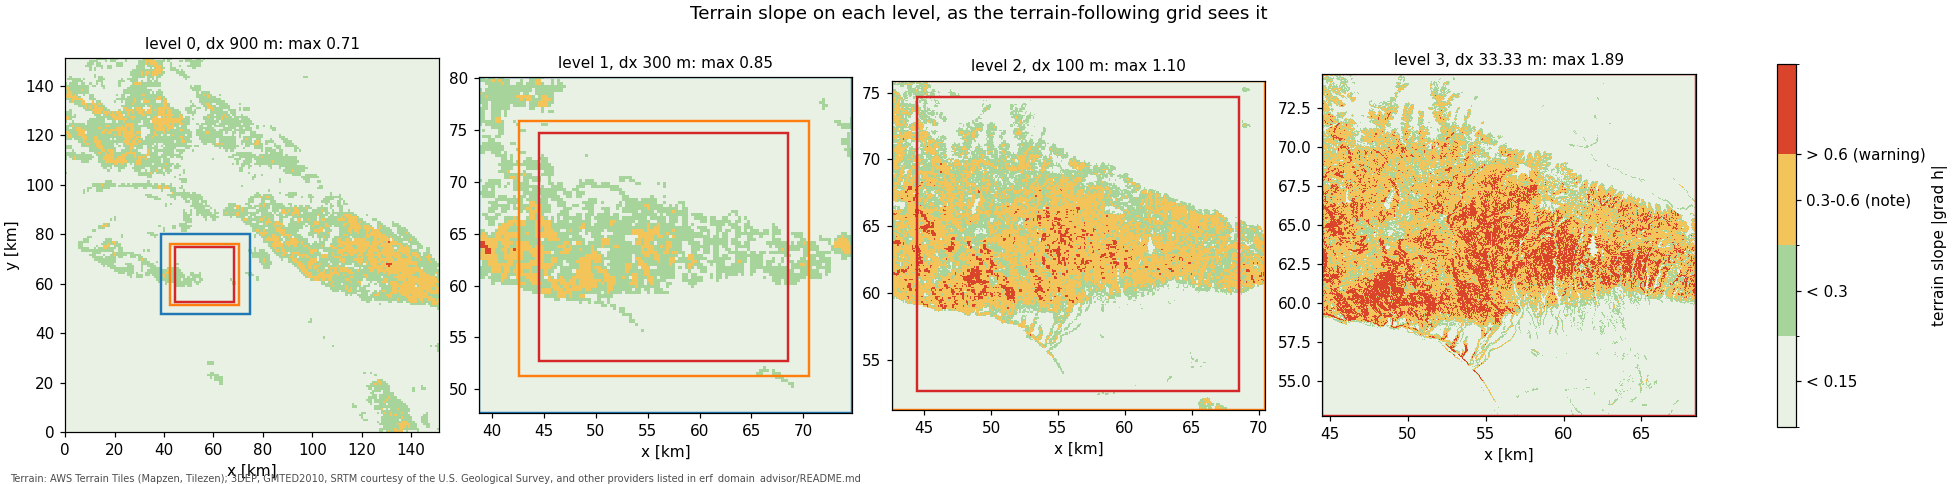 Terrain slope on each level, as the terrain-following grid sees it
level 0, dx 900 m: max 0.71
level 1, dx 300 m: max 0.85
level 2, dx 100 m: max 1.10
level 3, dx 33.33 m: max 1.89
y [km]
140
120
100
80
60
40
20
0
0 20 40 60 80 100 120 140
x [km]
80
75
70
65
60
55
50
40 45 50 55 60 65 70
x [km]
75
70
65
60
55
45 50 55 60 65 70
x [km]
72.5
70.0
67.5
65.0
62.5
60.0
57.5
55.0
45 50 55 60 65
x [km]
> 0.6 (warning)
0.3-0.6 (note)
< 0.3
< 0.15
terrain slope |grad h|
Terrain: AWS Terrain Tiles (Mapzen, Tilezen); 3DEP, GMTED2010, SRTM courtesy of the U.S. Geological Survey, and other providers listed in erf_domain_advisor/README.md